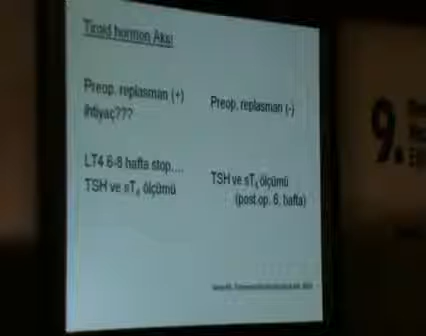 Tiroid hormon Aksı
Preop. replasman (+)
ihtiyaç???
Preop. replasman (-)
LT4 6-8 hafta stop....
TSH ve sT₄ ölçümü
TSH ve sT₄ ölçümü
(post op. 6. hafta)
9.